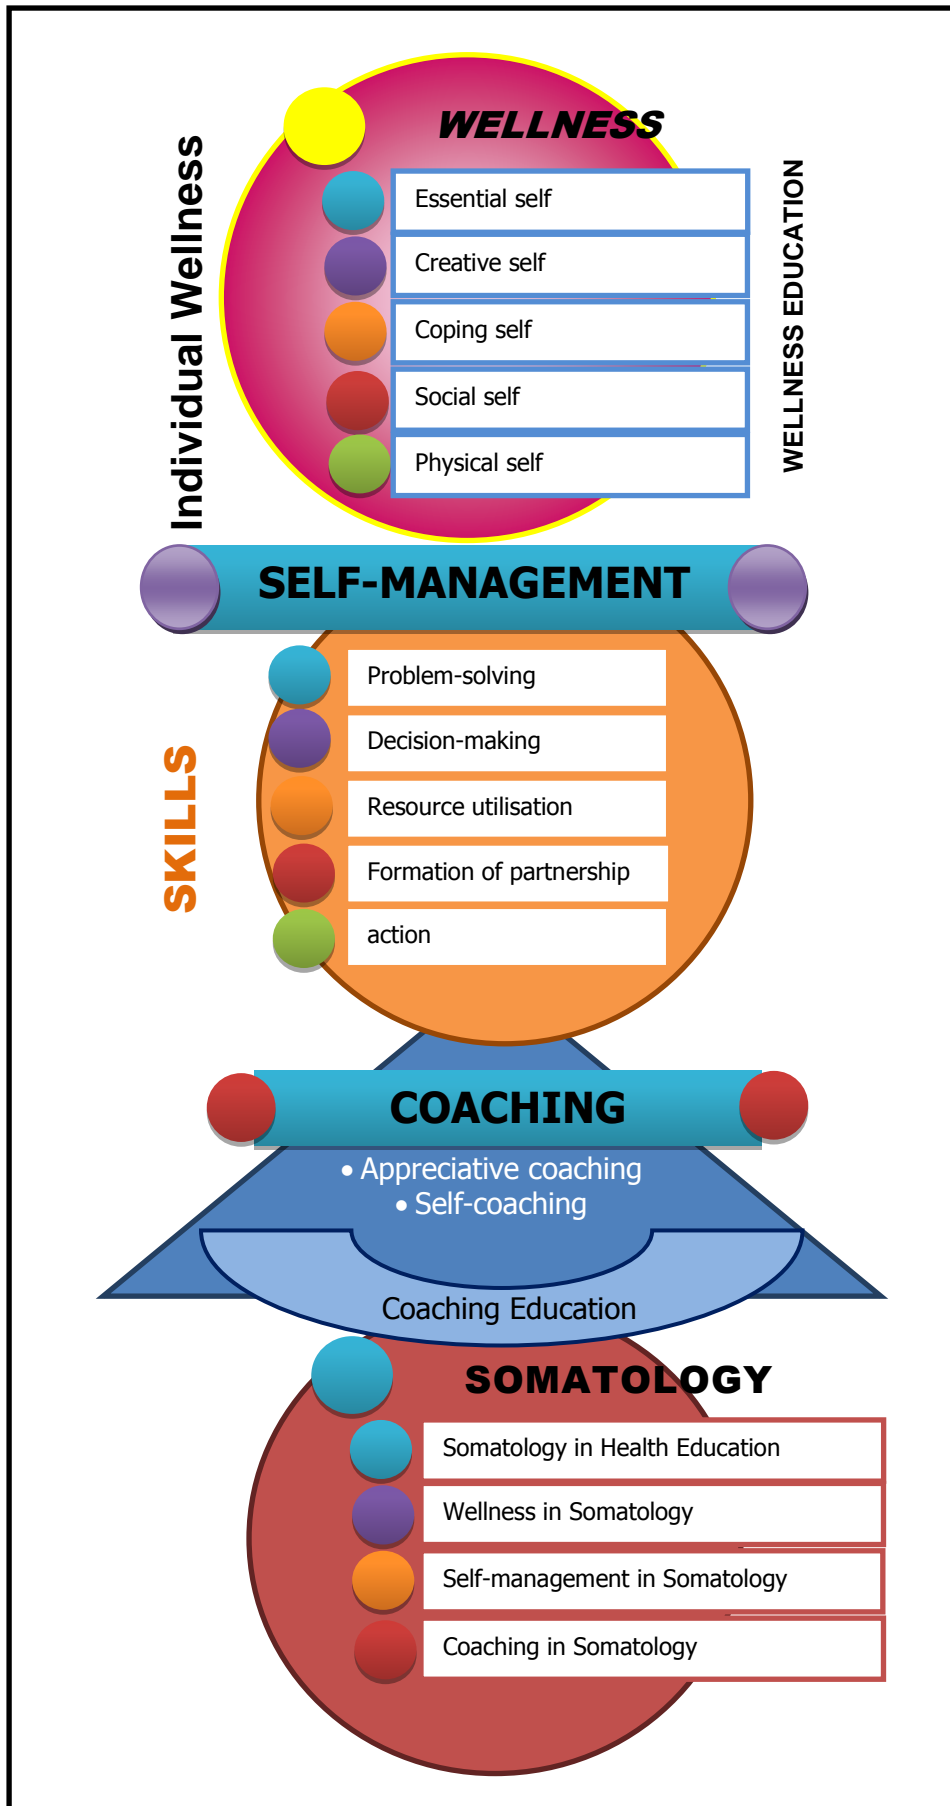 WELLNESS
Individual Wellness
WELLNESS EDUCATION
Essential self
Creative self
Coping self
Social self
Physical self
SELF-MANAGEMENT
SKILLS
Problem-solving
Decision-making
Resource utilisation
Formation of partnership
action
COACHING
• Appreciative coaching
• Self-coaching
Coaching Education
SOMATOLOGY
Somatology in Health Education
Wellness in Somatology
Self-management in Somatology
Coaching in Somatology